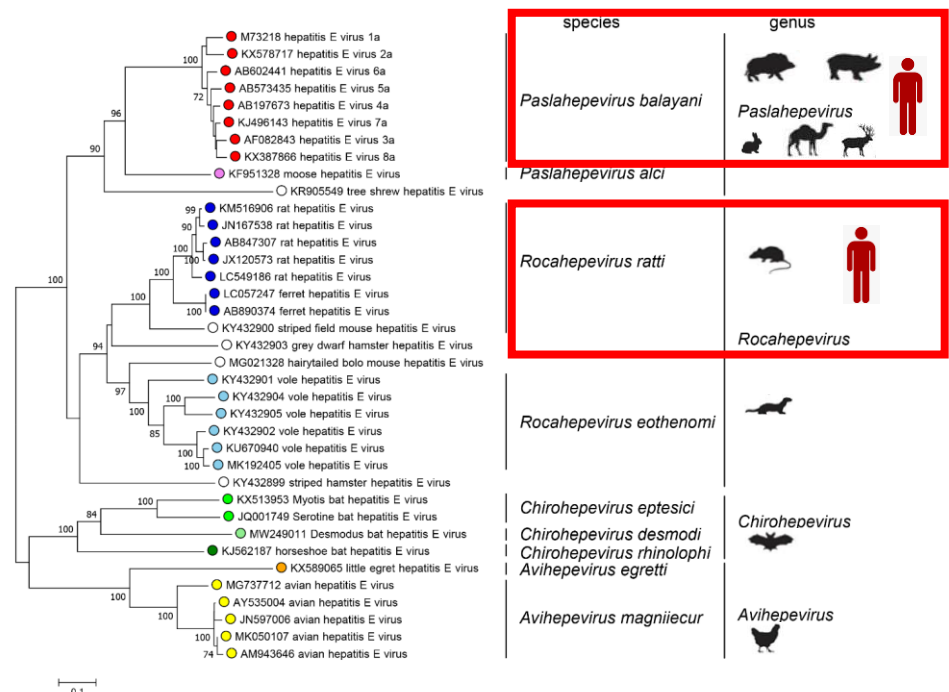 species genus
M73218 hepatitis E virus 1a
100
KX578717 hepatitis E virus 2a
AB602441 hepatitis E virus 6a
72
AB573435 hepatitis E virus 5a
AB197673 hepatitis E virus 4a
Paslahepevirus balayani
Paslahepevirus
96
KJ496143 hepatitis E virus 7a
AF082843 hepatitis E virus 3a
90
KX387866 hepatitis E virus 8a
KF951328 moose hepatitis E virus
Paslahepevirus alci
KR905549 tree shrew hepatitis E virus
99
KM516906 rat hepatitis E virus
JN167538 rat hepatitis E virus
100
AB847307 rat hepatitis E virus
100 100
JX120573 rat hepatitis E virus
Rocahepevirus ratti
100
LC549186 rat hepatitis E virus
100
LC057247 ferret hepatitis E virus
100
AB890374 ferret hepatitis E virus
100
KY432900 striped field mouse hepatitis E virus
Rocahepevirus
94
KY432903 grey dwarf hamster hepatitis E virus
MG021328 hairytailed bolo mouse hepatitis E virus
97
KY432901 vole hepatitis E virus
100
KY432904 vole hepatitis E virus
100
KY432905 vole hepatitis E virus
Rocahepevirus eothenomi
85
KY432902 vole hepatitis E virus
100
KU670940 vole hepatitis E virus
100
MK192405 vole hepatitis E virus
KY432899 striped hamster hepatitis E virus
100
KX513953 Myotis bat hepatitis E virus
Chirohepevirus eptesici
84
JQ001749 Serotine bat hepatitis E virus
Chirohepevirus
100
MW249011 Desmodus bat hepatitis E virus
Chirohepevirus desmodi
KJ562187 horseshoe bat hepatitis E virus
Chirohepevirus rhinolophi
KX589065 little egret hepatitis E virus
Avihepevirus egretti
100
MG737712 avian hepatitis E virus
100
AY535004 avian hepatitis E virus
JN597006 avian hepatitis E virus
Avihepevirus magniiecur
Avihepevirus
100
MK050107 avian hepatitis E virus
74
AM943646 avian hepatitis E virus
0.1